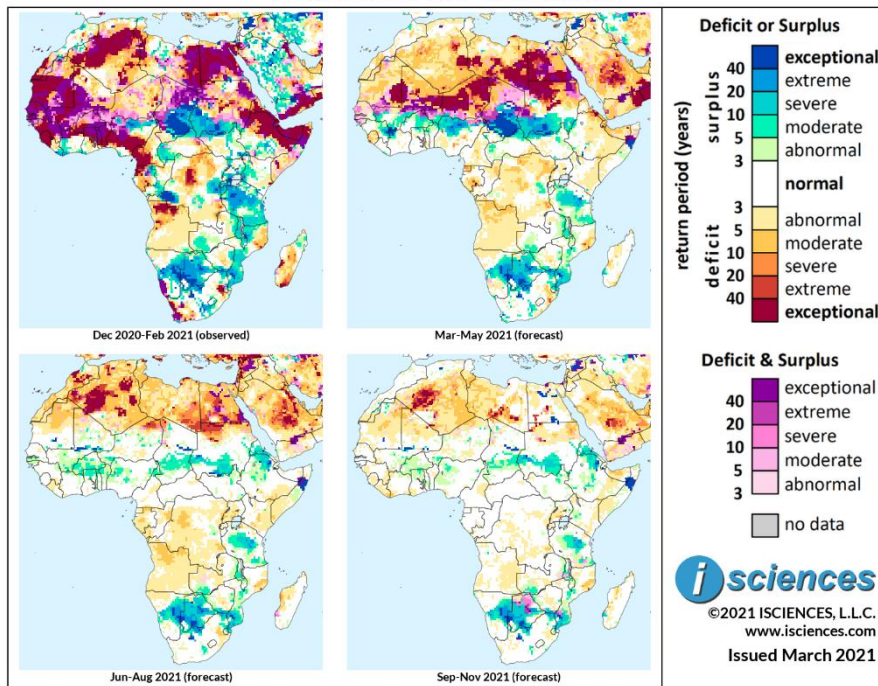 Dec 2020-Feb 2021 (observed)
Mar-May 2021 (forecast)
Jun-Aug 2021 (forecast)
Sep-Nov 2021 (forecast)
Deficit or Surplus
return period (years)
surplus
deficit
exceptional
40
extreme
20
severe
10
moderate
5
abnormal
3
normal
3
abnormal
5
moderate
10
severe
20
extreme
40
exceptional
Deficit & Surplus
exceptional
40
extreme
20
severe
10
moderate
5
abnormal
3
no data
i sciences
©2021 ISCIENCES, L.L.C.
www.isciences.com
Issued March 2021